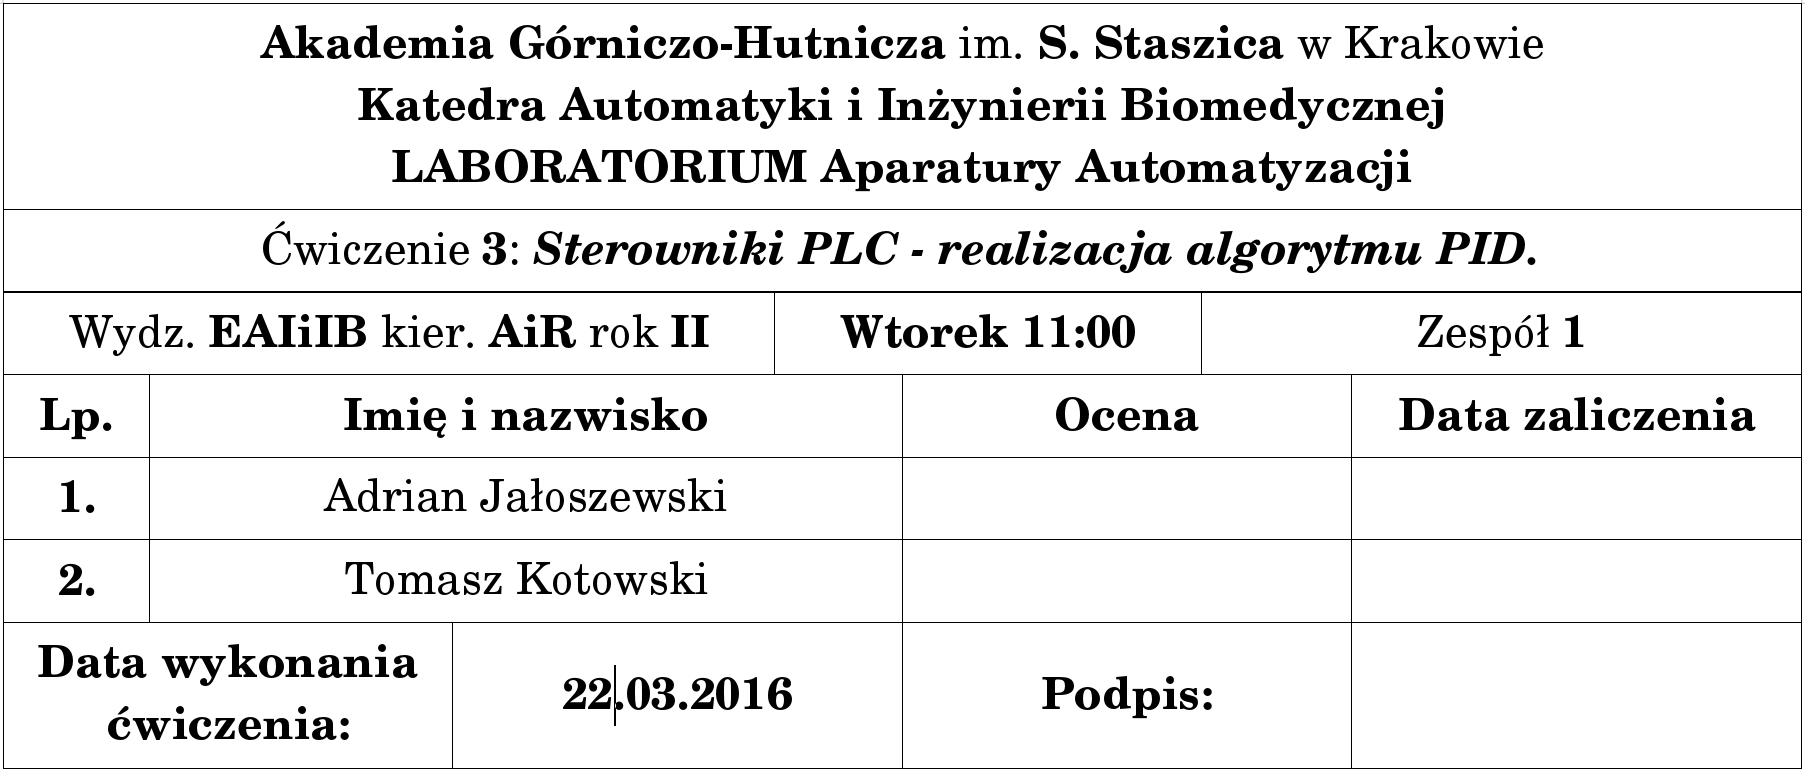 Akademia Górniczo-Hutnicza im. S. Staszica w Krakowie
Katedra Automatyki i Inżynierii Biomedycznej
LABORATORIUM Aparatury Automatyzacji
Ćwiczenie 3: Sterowniki PLC - realizacja algorytmu PID.
Wydz. EAIiIB kier. AiR rok II Wtorek 11:00 Zespół 1
Lp. Imię i nazwisko Ocena Data zaliczenia
1. Adrian Jałoszewski
2. Tomasz Kotowski
Data wykonania
ćwiczenia: 22.03.2016 Podpis: